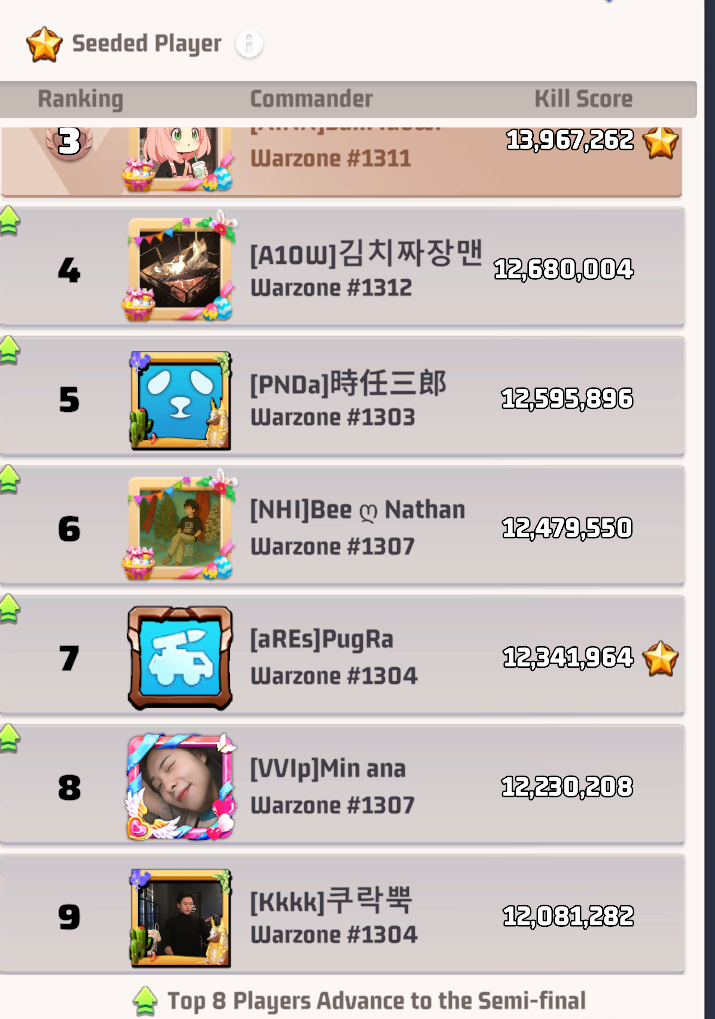 Seeded Player
Ranking Commander Kill Score
3 13,967,262
Warzone #1311
4 [A10W]김치짜장맨 12,680,004
Warzone #1312
5 [PNDa]時任三郎 12,595,896
Warzone #1303
6 [NHI]Bee ღ Nathan 12,479,550
Warzone #1307
7 [aREs]PugRa 12,341,964
Warzone #1304
8 [VVIp]Min ana 12,230,208
Warzone #1307
9 [Kkkk]쿠락뿍 12,081,282
Warzone #1304
Top 8 Players Advance to the Semi-final